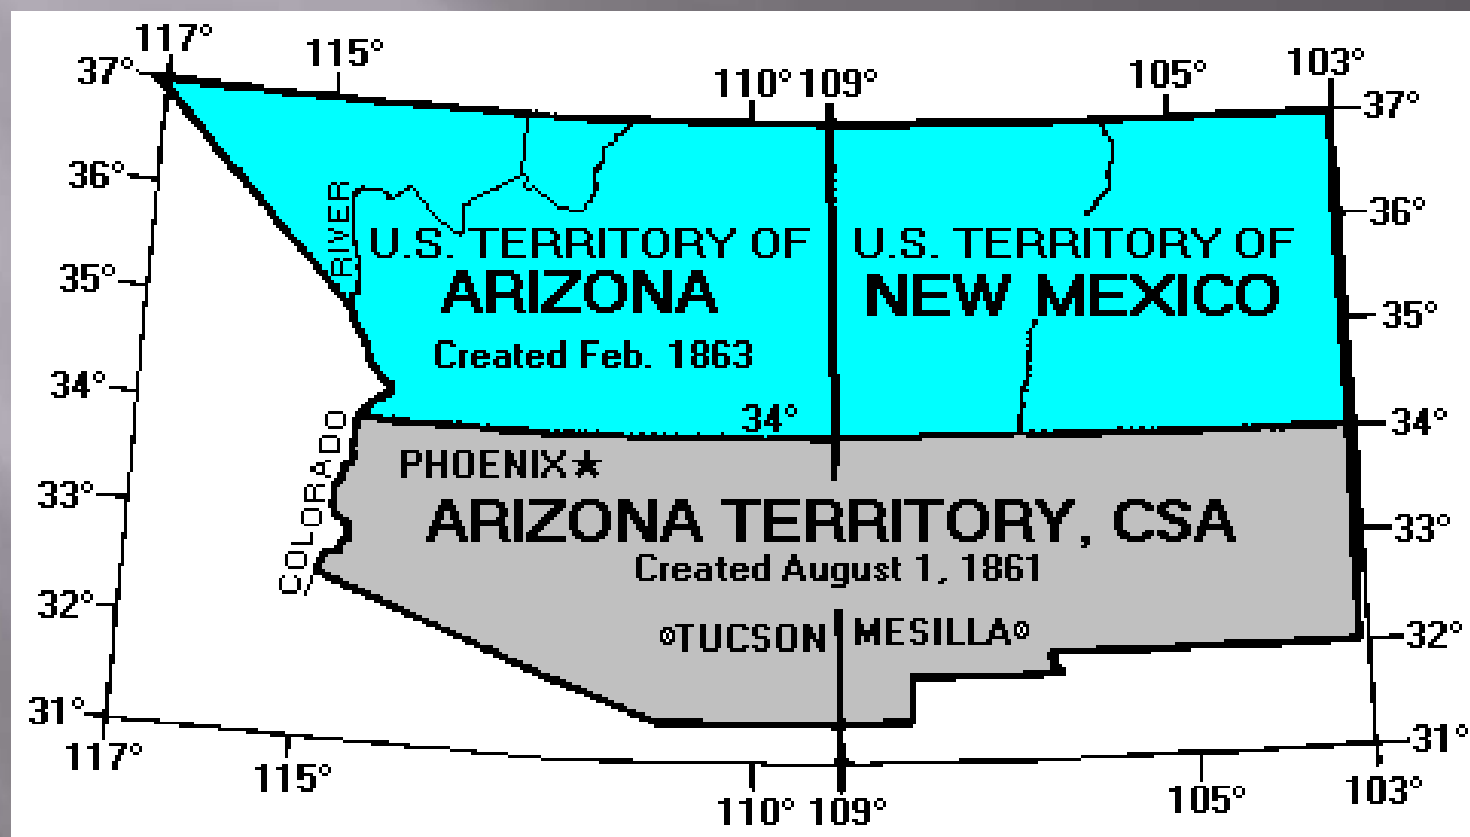 117°
115°
110° 109°
105°
103°
37°
37°
36°
36°
35°
35°
34°
34°
33°
33°
32°
32°
31°
31°
RIVER
U.S. TERRITORY OF
ARIZONA
Created Feb. 1863
U.S. TERRITORY OF
NEW MEXICO
34°
COLORADO
PHOENIX
ARIZONA TERRITORY, CSA
Created August 1, 1861
TUCSON
MESILLA
117°
115°
110° 109°
105°
103°